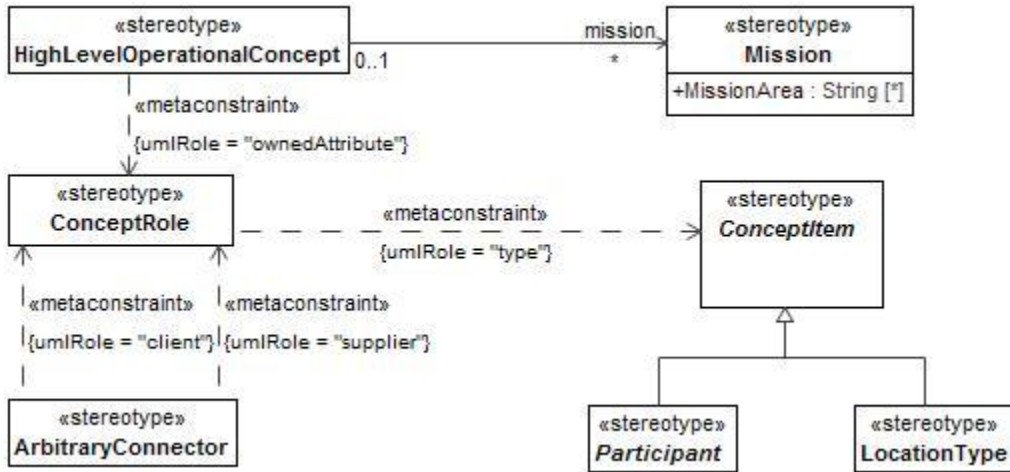 «stereotype»
HighLevelOperationalConcept
0..1
mission
*
«stereotype»
Mission
+MissionArea : String [*]
«metaconstraint»
{umlRole = "ownedAttribute"}
«stereotype»
ConceptRole
«metaconstraint»
{umlRole = "type"}
«stereotype»
ConceptItem
«metaconstraint»
{umlRole = "client"}
«metaconstraint»
{umlRole = "supplier"}
«stereotype»
ArbitraryConnector
«stereotype»
Participant
«stereotype»
LocationType